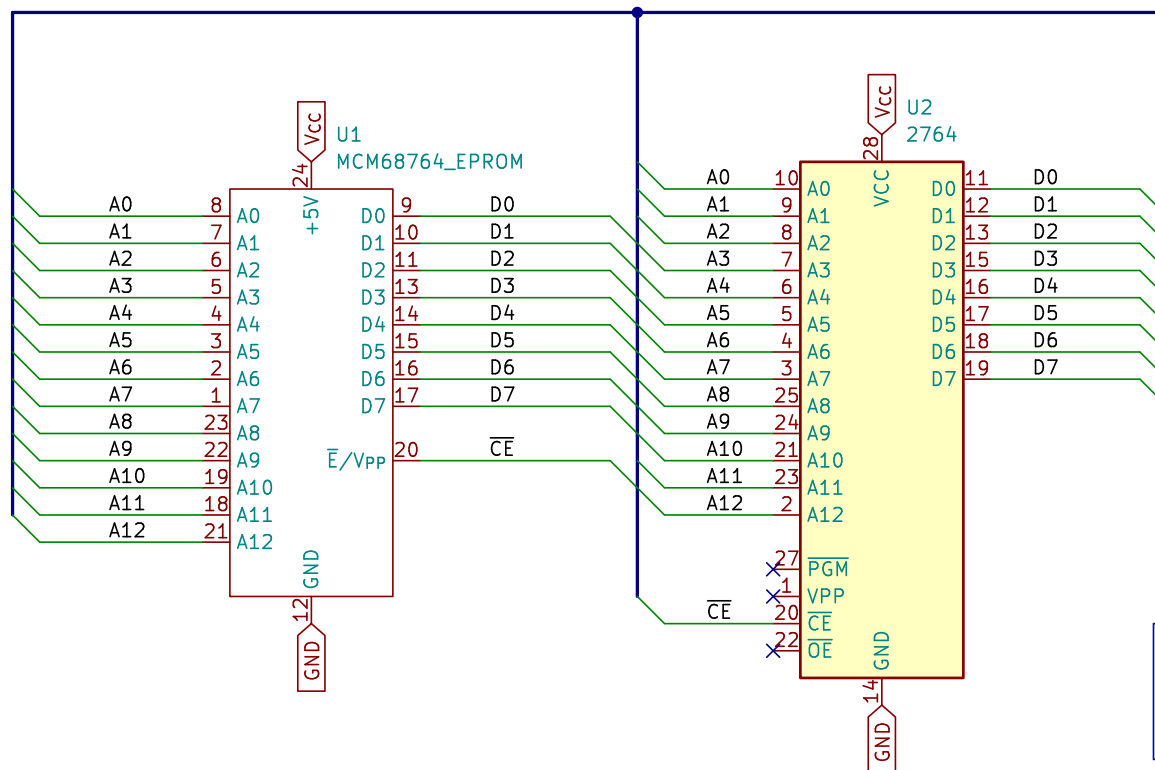 Vcc
U1
MCM68764_EPROM
24
+5V
A0 8 A0
A1 7 A1
A2 6 A2
A3 5 A3
A4 4 A4
A5 3 A5
A6 2 A6
A7 1 A7
A8 23 A8
A9 22 A9
A10 19 A10
A11 18 A11
A12 21 A12
D0 9 D0
D1 10 D1
D2 11 D2
D3 13 D3
D4 14 D4
D5 15 D5
D6 16 D6
D7 17 D7
E̅/VPP 20 C̅E̅
GND
12
GND
Vcc
U2
2764
28
VCC
A0 10 A0
A1 9 A1
A2 8 A2
A3 7 A3
A4 6 A4
A5 5 A5
A6 4 A6
A7 3 A7
A8 25 A8
A9 24 A9
A10 21 A10
A11 23 A11
A12 2 A12
27 P̅G̅M̅
1 VPP
C̅E̅ 20 C̅E̅
22 O̅E̅
D0 11 D0
D1 12 D1
D2 13 D2
D3 15 D3
D4 16 D4
D5 17 D5
D6 18 D6
D7 19 D7
GND
14
GND